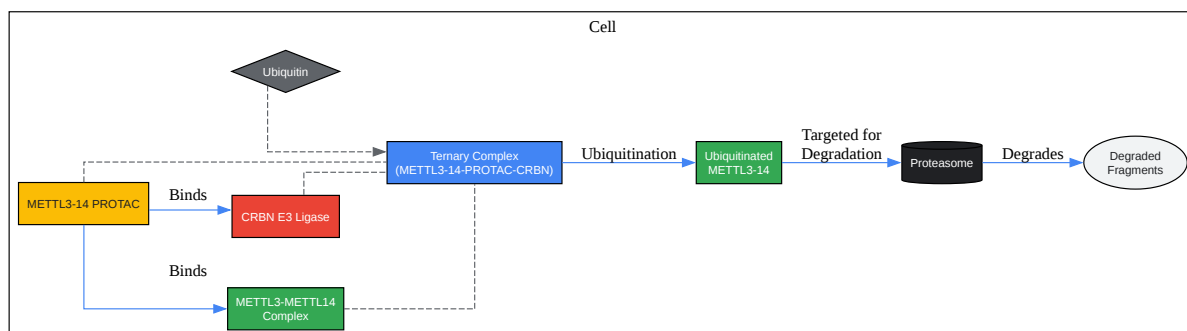 Cell
Ubiquitin
Ternary Complex
(METTL3-14-PROTAC-CRBN)
Ubiquitination
Ubiquitinated
METTL3-14
Targeted for
Degradation
Proteasome
Degrades
Degraded
Fragments
METTL3-14 PROTAC
Binds
CRBN E3 Ligase
Binds
METTL3-METTL14
Complex